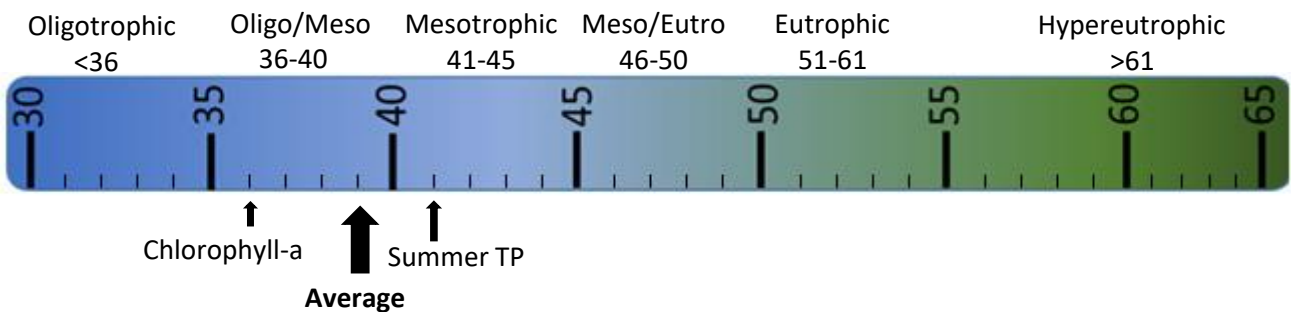 Oligotrophic Oligo/Meso Mesotrophic Meso/Eutro Eutrophic Hypereutrophic
<36 36-40 41-45 46-50 51-61 >61
30 35 40 45 50 55 60 65
Chlorophyll-a Summer TP
Average